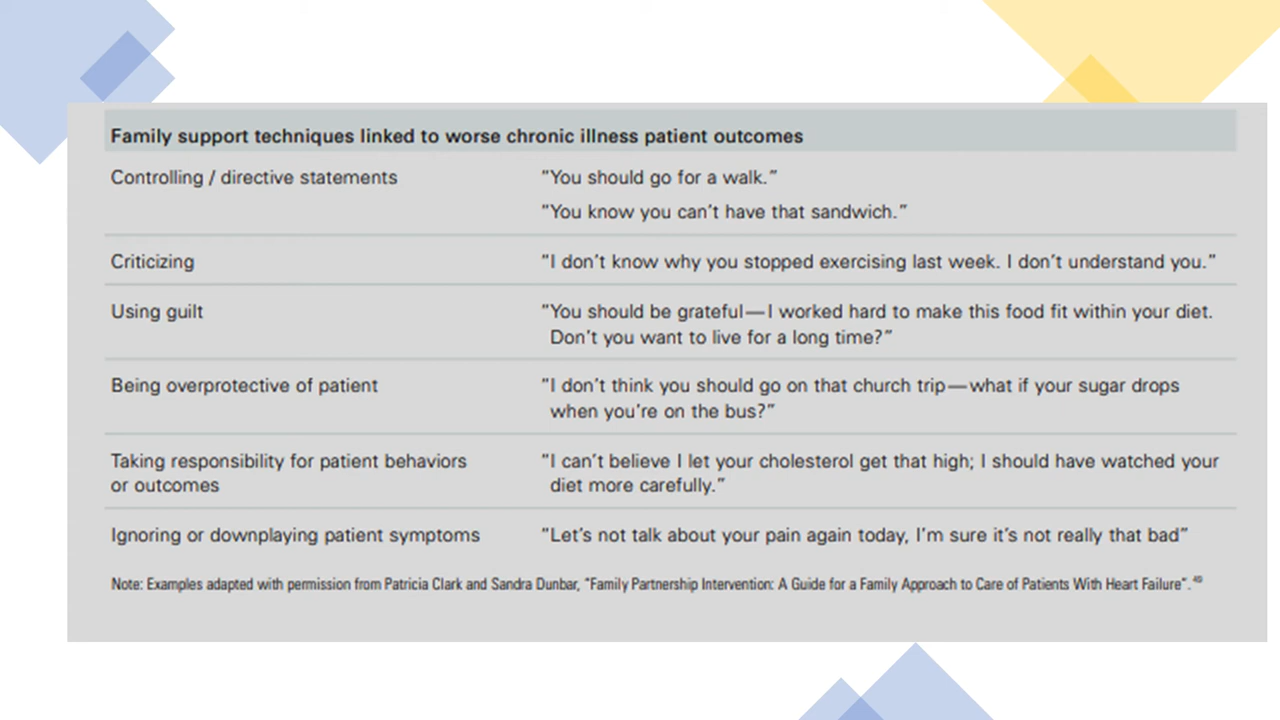 Family support techniques linked to worse chronic illness patient outcomes
Controlling / directive statements
“You should go for a walk.”
“You know you can’t have that sandwich.”
Criticizing
“I don’t know why you stopped exercising last week. I don’t understand you.”
Using guilt
“You should be grateful—I worked hard to make this food fit within your diet.
Don’t you want to live for a long time?”
Being overprotective of patient
“I don’t think you should go on that church trip—what if your sugar drops
when you’re on the bus?”
Taking responsibility for patient behaviors
or outcomes
“I can’t believe I let your cholesterol get that high; I should have watched your
diet more carefully.”
Ignoring or downplaying patient symptoms
“Let’s not talk about your pain again today, I’m sure it’s not really that bad”
Note: Examples adapted with permission from Patricia Clark and Sandra Dunbar, “Family Partnership Intervention: A Guide for a Family Approach to Care of Patients With Heart Failure”.